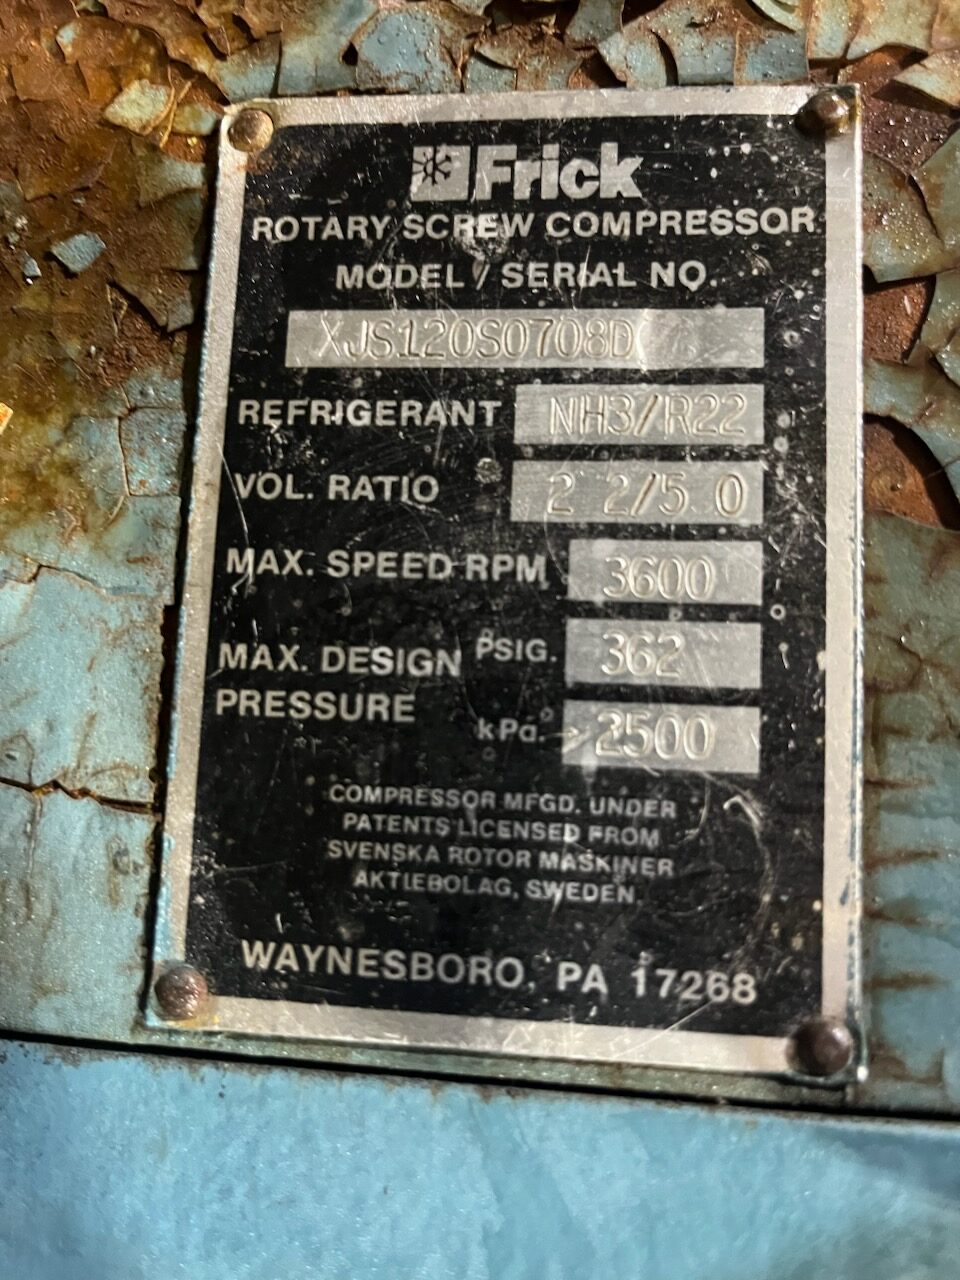 Frick
ROTARY SCREW COMPRESSOR
MODEL / SERIAL NO.
XJS120S0708D
REFRIGERANT NH3/R22
VOL. RATIO 2 2/5 0
MAX. SPEED RPM 3600
MAX. DESIGN PRESSURE PSIG. 362
kPa. 2500
COMPRESSOR MFGD. UNDER
PATENTS LICENSED FROM
SVENSKA ROTOR MASKINER
AKTIEBOLAG, SWEDEN.
WAYNESBORO, PA 17268